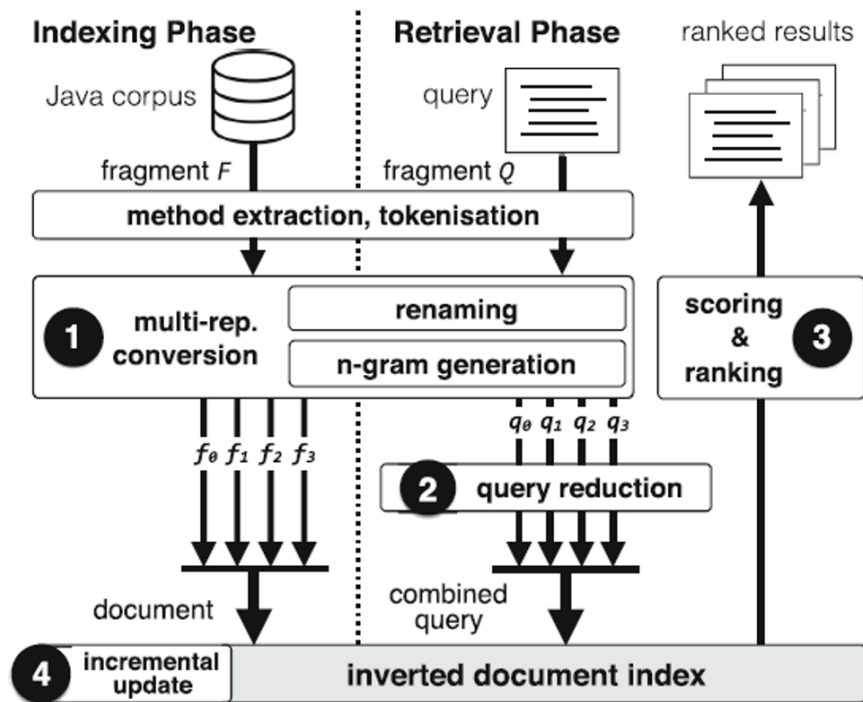 Indexing Phase
Retrieval Phase
ranked results
Java corpus
query
fragment F
fragment Q
method extraction, tokenisation
1
multi-rep.
conversion
renaming
n-gram generation
scoring
&
ranking
3
f0 f1 f2 f3
q0 q1 q2 q3
2
query reduction
document
combined
query
4
incremental
update
inverted document index